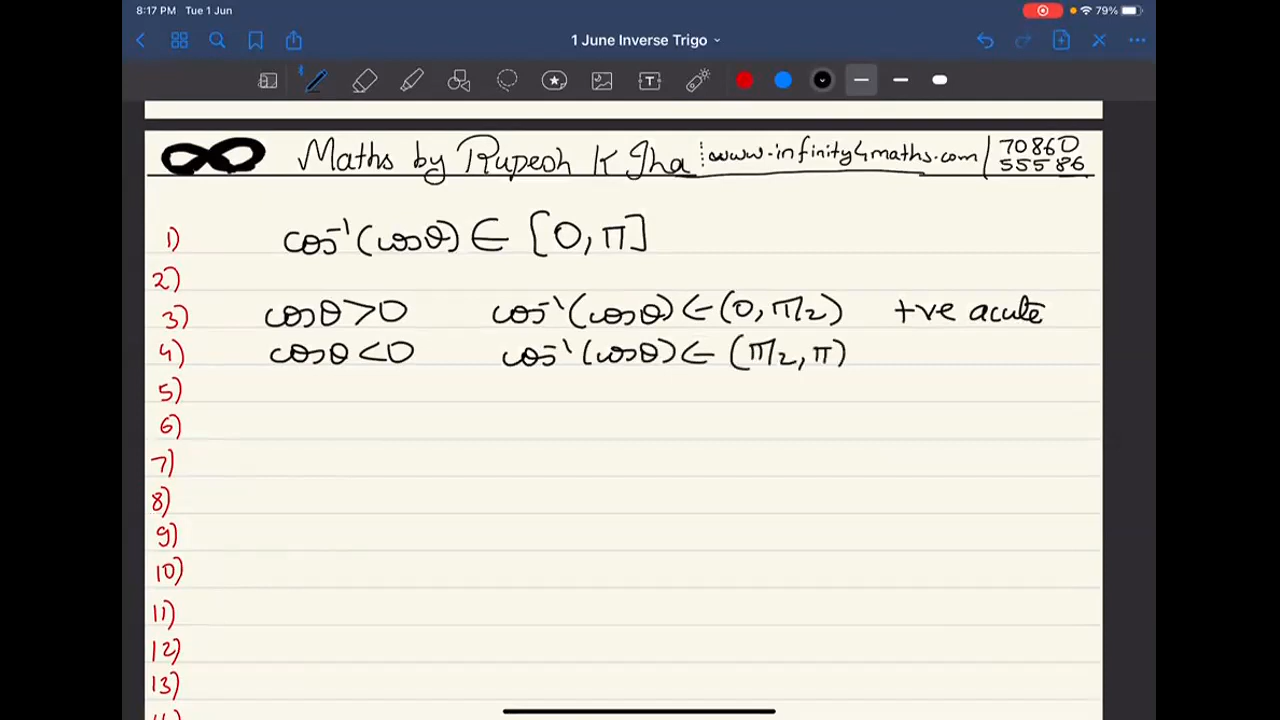 8:17 PM Tue 1 Jun 79%
1 June Inverse Trigo
Maths by Rupesh K Jha www.infinity4maths.com 70860 55586
1) cos⁻¹(cosθ) ∈ [0, π]
2)
3) cosθ > 0 cos⁻¹(cosθ) ∈ (0, π/2) +ve acute
4) cosθ < 0 cos⁻¹(cosθ) ∈ (π/2, π)
5)
6)
7)
8)
9)
10)
11)
12)
13)